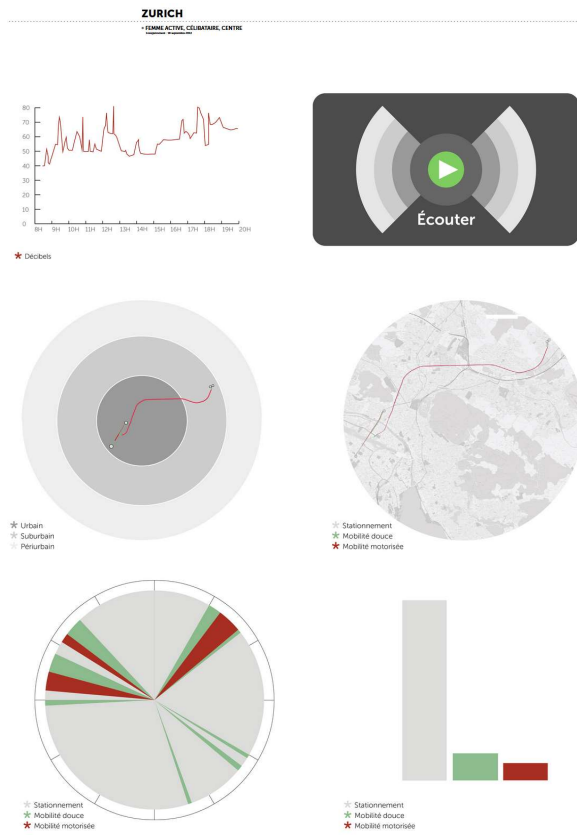 ZURICH
• FEMME ACTIVE, CÉLIBATAIRE, CENTRE
80
70
60
50
40
30
20
10
0
8H 9H 10H 11H 12H 13H 14H 15H 16H 17H 18H 19H 20H
Décibels
Écouter
Urbain
Suburbain
Périurbain
Stationnement
Mobilité douce
Mobilité motorisée
Stationnement
Mobilité douce
Mobilité motorisée
Stationnement
Mobilité douce
Mobilité motorisée